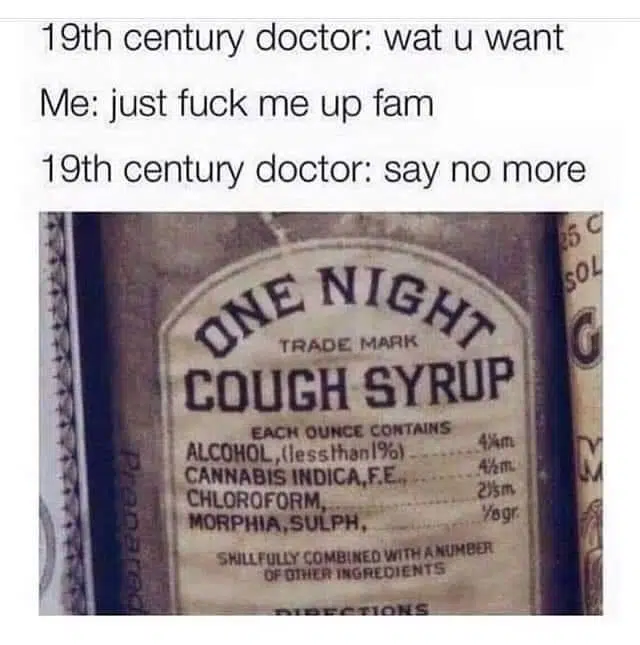 19th century doctor: wat u want
Me: just fuck me up fam
19th century doctor: say no more
ONE NIGHT
TRADE MARK
COUGH SYRUP
EACH OUNCE CONTAINS
ALCOHOL,(less than 1%)
CANNABIS INDICA,F.E.,
CHLOROFORM,
MORPHIA,SULPH,
SKILLFULLY COMBINED WITH A NUMBER
OF OTHER INGREDIENTS
DIRECTIONS
Prepared